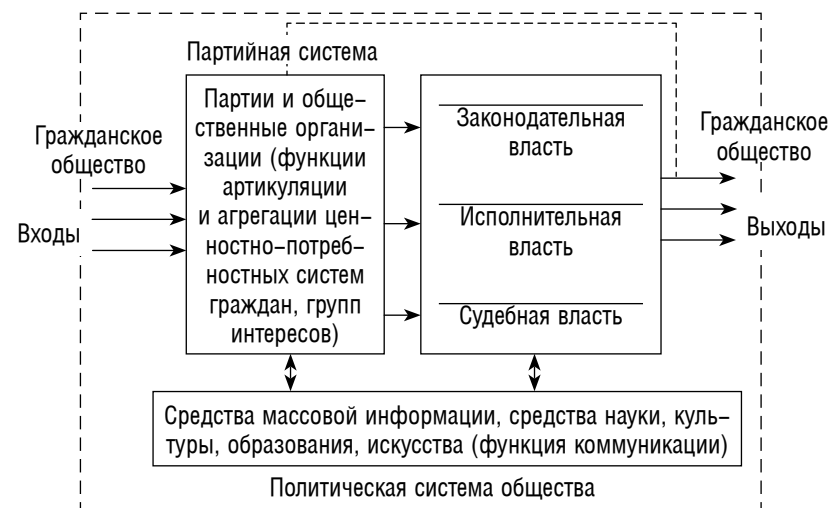 Партийная система
Партии и обще–
ственные органи–
зации (функции
артикуляции
и агрегации цен–
ностно–потреб–
ностных систем
граждан, групп
интересов)
Гражданское
общество
Входы
Законодательная
власть
Исполнительная
власть
Судебная власть
Гражданское
общество
Выходы
Средства массовой информации, средства науки, куль–
туры, образования, искусства (функция коммуникации)
Политическая система общества